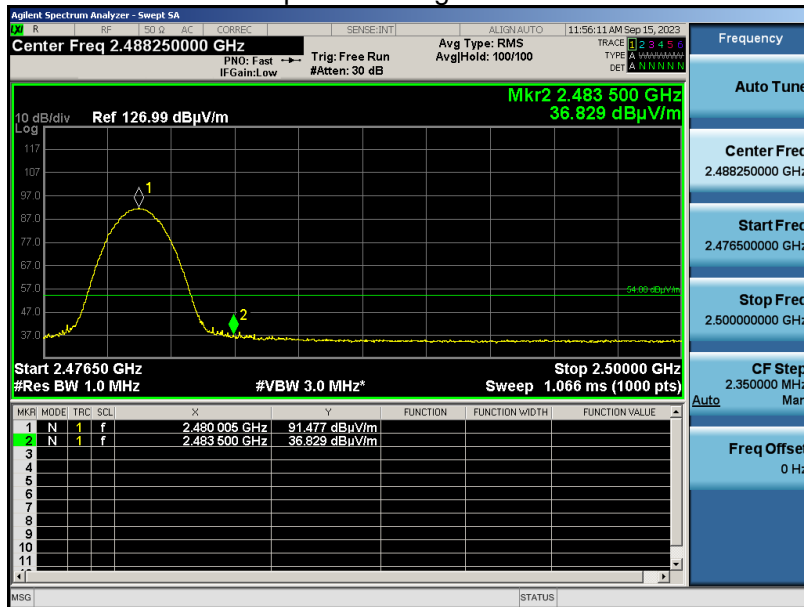 Agilent Spectrum Analyzer - Swept SA
R RF 50 Ω AC CORREC SENSE:INT ALIGN AUTO 11:56:11 AM Sep 15, 2023
Center Freq 2.488250000 GHz
PNO: Fast
IFGain:Low
Trig: Free Run
#Atten: 30 dB
Avg Type: RMS
Avg|Hold: 100/100
TRACE 1 2 3 4 5 6
TYPE A
DET A N N N N N
Mkr2 2.483 500 GHz
36.829 dBµV/m
10 dB/div Ref 126.99 dBµV/m
Log
117
107
97.0
87.0
77.0
67.0
57.0
47.0
37.0
1
2
54.00 dBµV/m
Start 2.47650 GHz Stop 2.50000 GHz
#Res BW 1.0 MHz #VBW 3.0 MHz* Sweep 1.066 ms (1000 pts)
MKR MODE TRC SCL X Y FUNCTION FUNCTION WIDTH FUNCTION VALUE
1 N 1 f 2.480 005 GHz 91.477 dBµV/m
2 N 1 f 2.483 500 GHz 36.829 dBµV/m
3
4
5
6
7
8
9
10
11
MSG STATUS
Frequency
Auto Tune
Center Freq
2.488250000 GHz
Start Freq
2.476500000 GHz
Stop Freq
2.500000000 GHz
CF Step
2.350000 MHz
Auto Man
Freq Offset
0 Hz